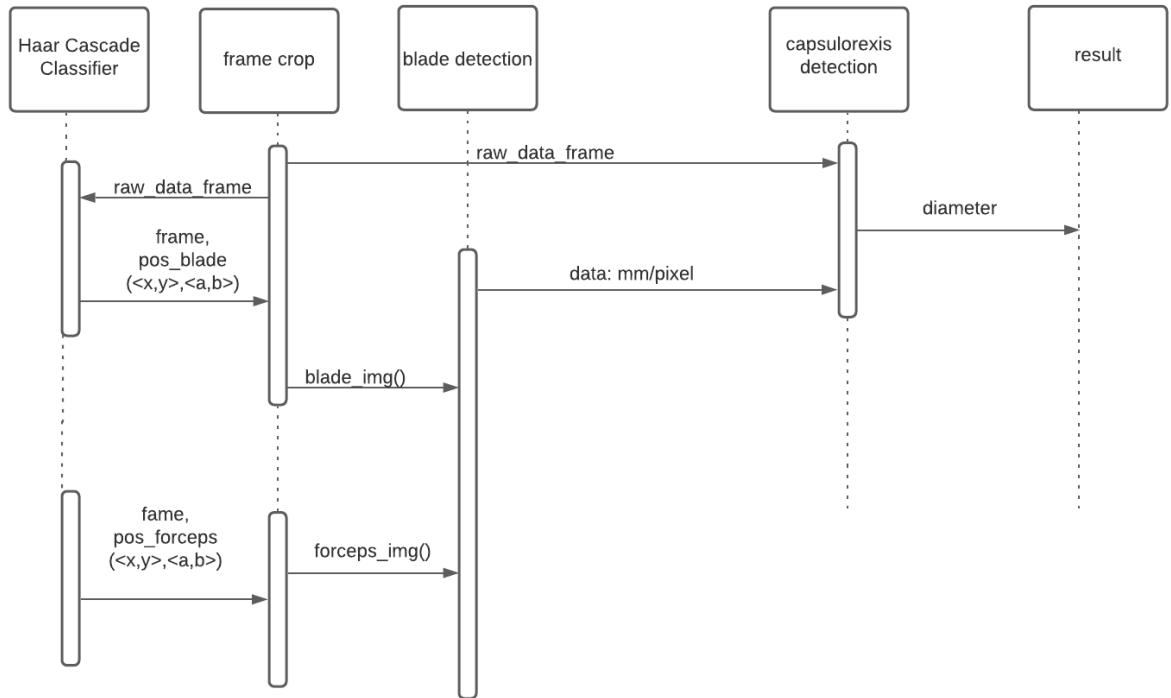 Haar Cascade
Classifier
frame crop
blade detection
capsulorexis
detection
result
raw_data_frame
raw_data_frame
diameter
frame,
pos_blade
(<x,y>,<a,b>)
data: mm/pixel
blade_img()
fame,
pos_forceps
(<x,y>,<a,b>)
forceps_img()